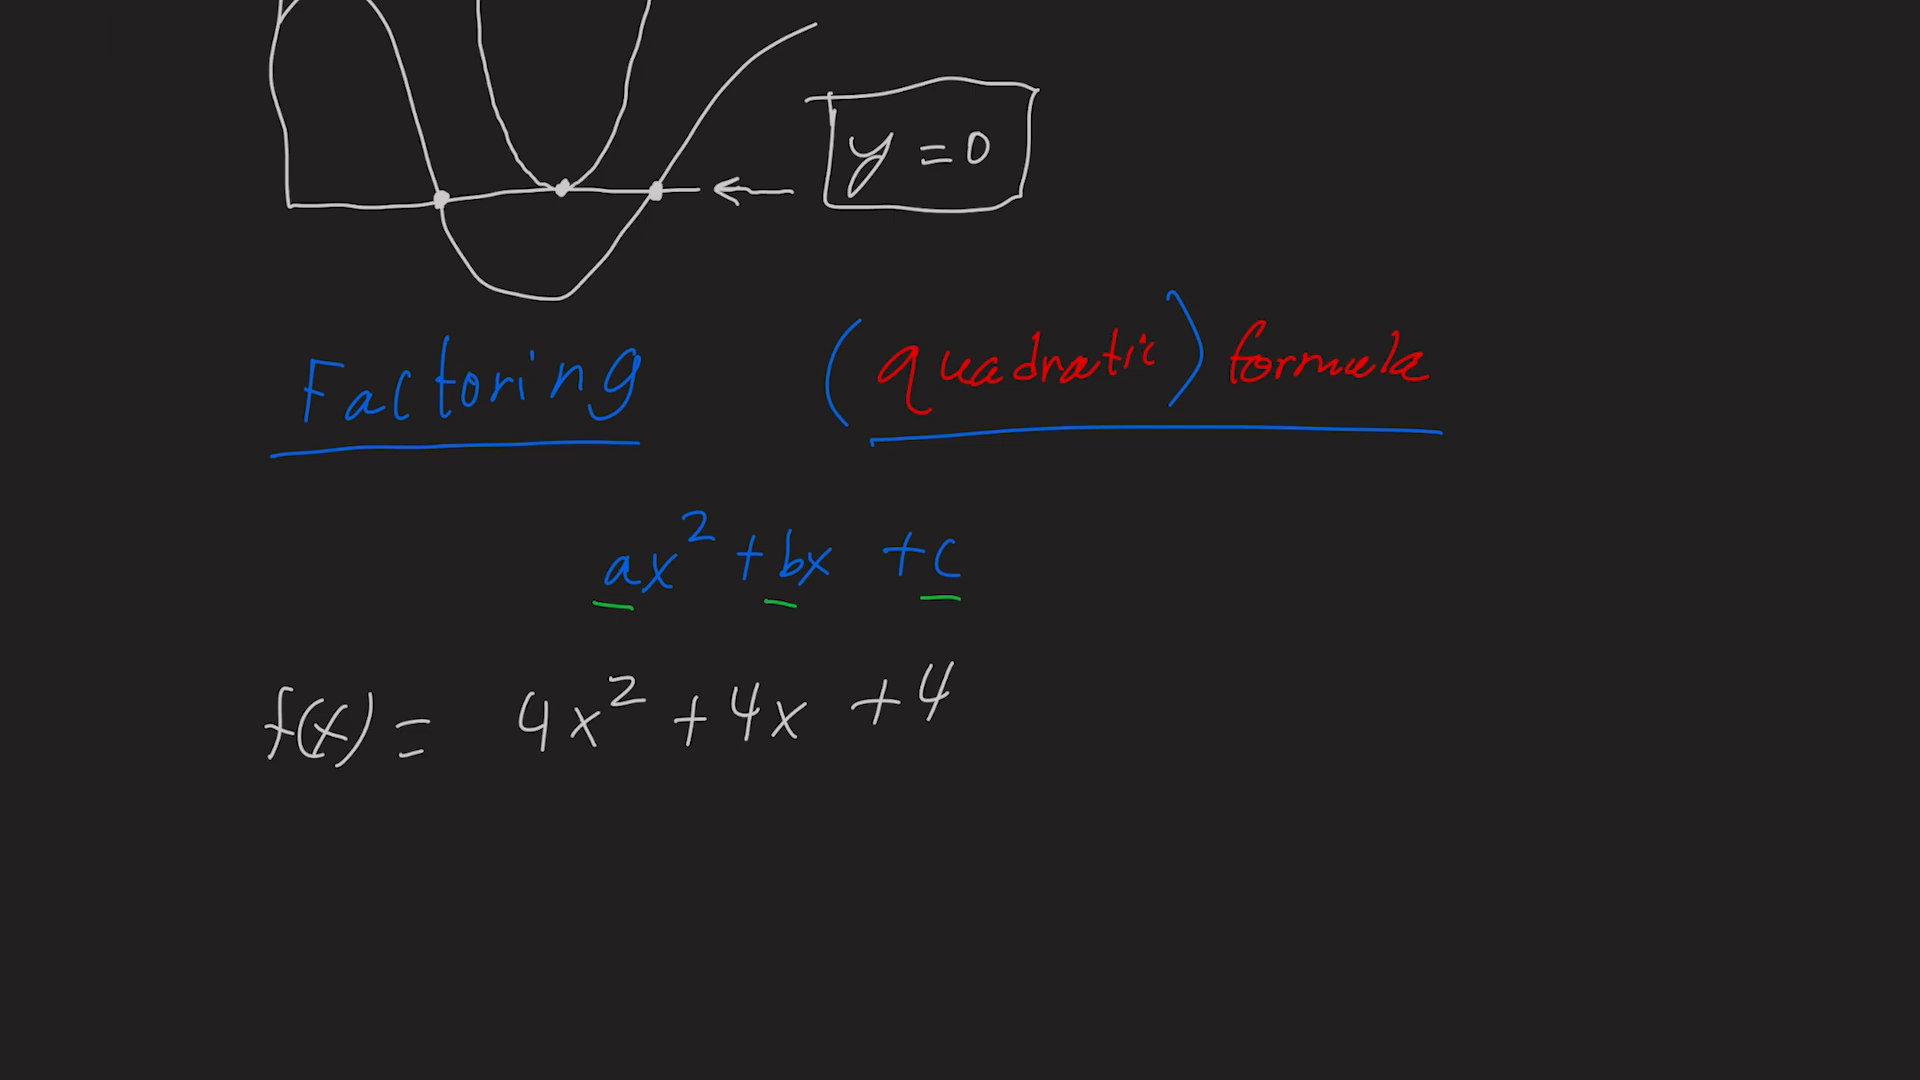 y = 0
Factoring (quadratic) formula
ax² + bx + c
f(x) = 4x² + 4x + 4